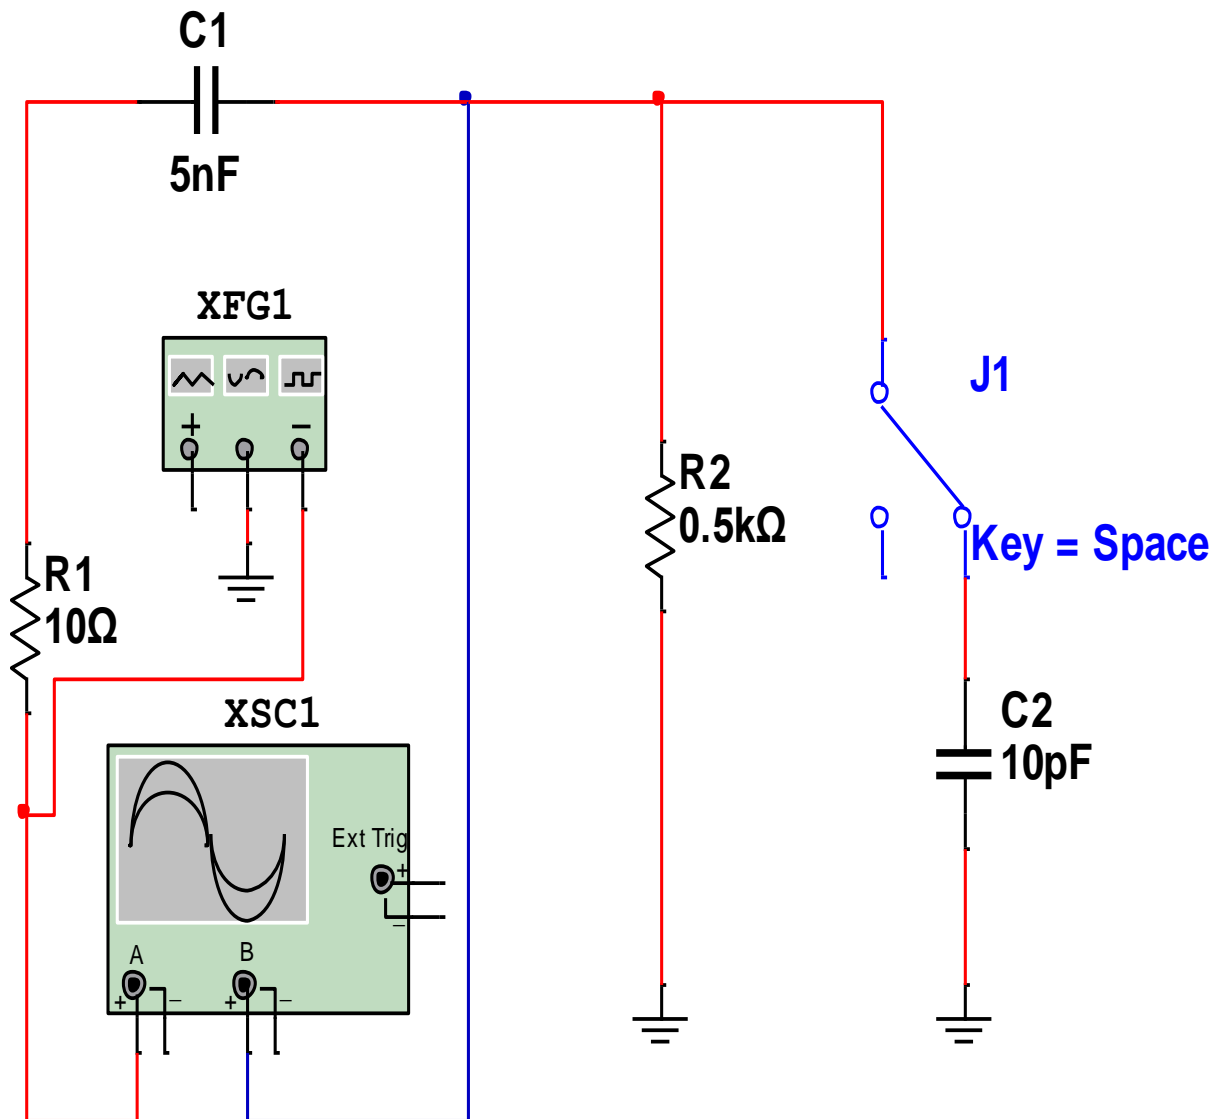 C1
5nF
XFG1
+
−
J1
R2
0.5kΩ
Key = Space
R1
10Ω
XSC1
C2
10pF
Ext Trig
+
−
A
B
+
−
+
−